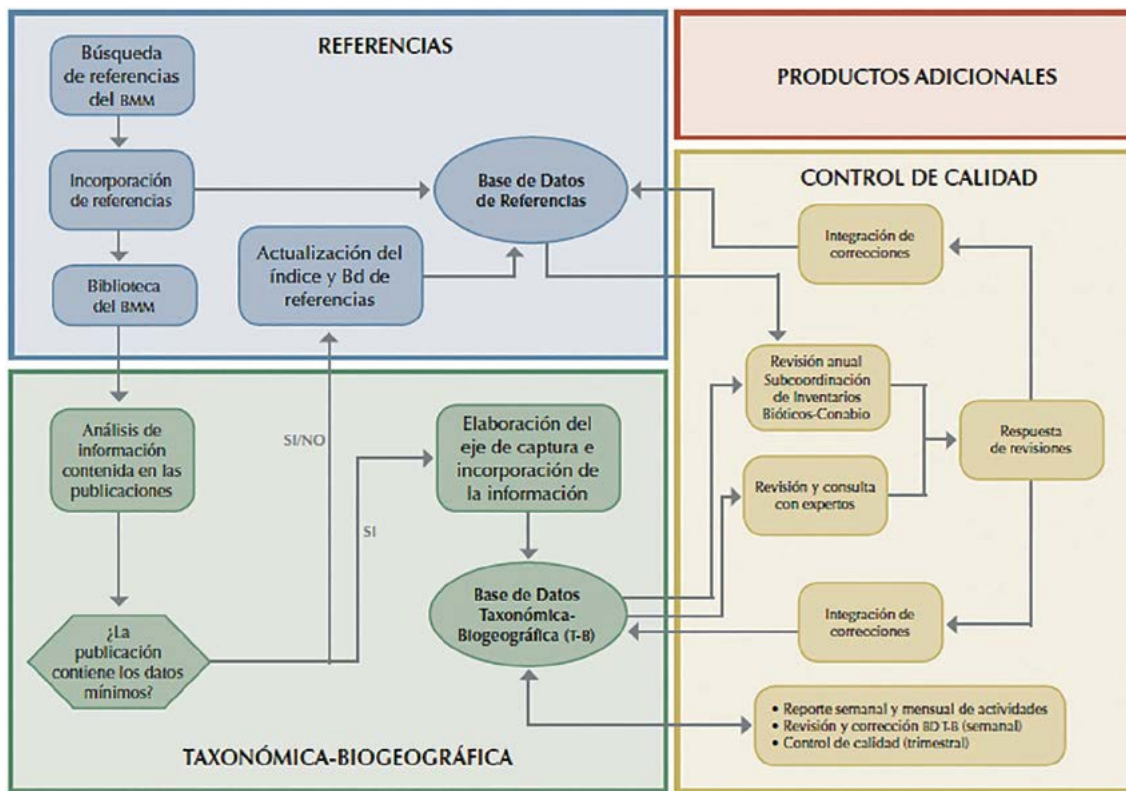 REFERENCIAS
Búsqueda
de referencias
del BMM
Incorporación
de referencias
Biblioteca
del BMM
Actualización del
índice y Bd de
referencias
Base de Datos
de Referencias
PRODUCTOS ADICIONALES
CONTROL DE CALIDAD
Integración de
correcciones
Revisión anual
Subcoordinación
de Inventarios
Bióticos-Conabio
Revisión y consulta
con expertos
Respuesta
de revisiones
Integración de
correcciones
• Reporte semanal y mensual de actividades
• Revisión y corrección BD T-B (semanal)
• Control de calidad (trimestral)
Análisis de
información
contenida en las
publicaciones
¿La
publicación
contiene los datos
mínimos?
SI/NO
SI
Elaboración del
eje de captura e
incorporación de
la información
Base de Datos
Taxonómica-
Biogeográfica (T-B)
TAXONÓMICA-BIOGEOGRÁFICA